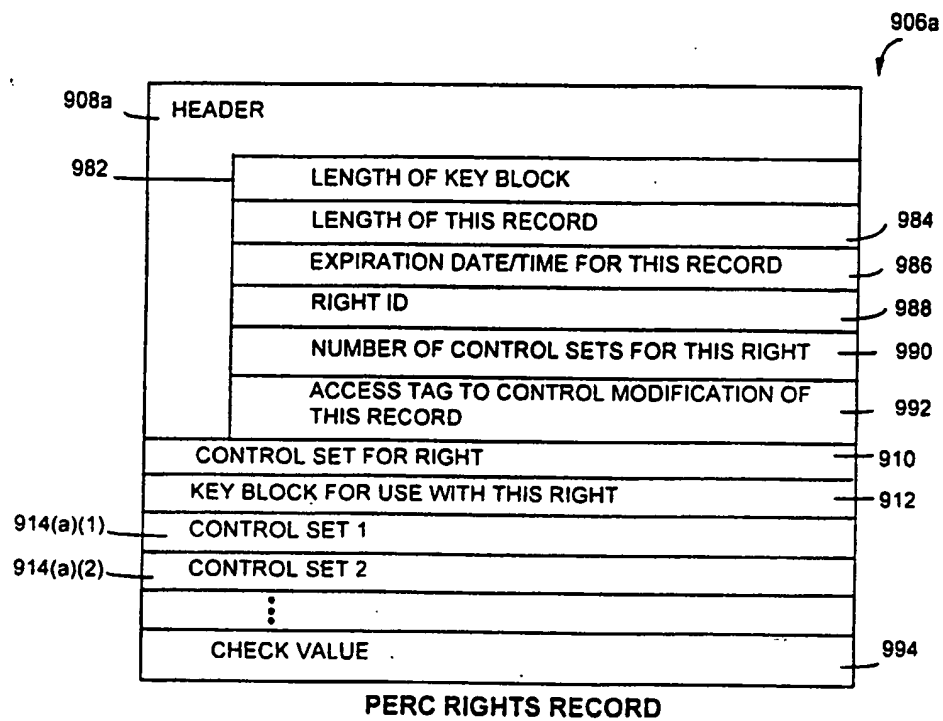 906a
908a
HEADER
982
LENGTH OF KEY BLOCK
LENGTH OF THIS RECORD
984
EXPIRATION DATE/TIME FOR THIS RECORD
986
RIGHT ID
988
NUMBER OF CONTROL SETS FOR THIS RIGHT
990
ACCESS TAG TO CONTROL MODIFICATION OF
THIS RECORD
992
CONTROL SET FOR RIGHT
910
KEY BLOCK FOR USE WITH THIS RIGHT
912
914(a)(1)
CONTROL SET 1
914(a)(2)
CONTROL SET 2
CHECK VALUE
994
PERC RIGHTS RECORD